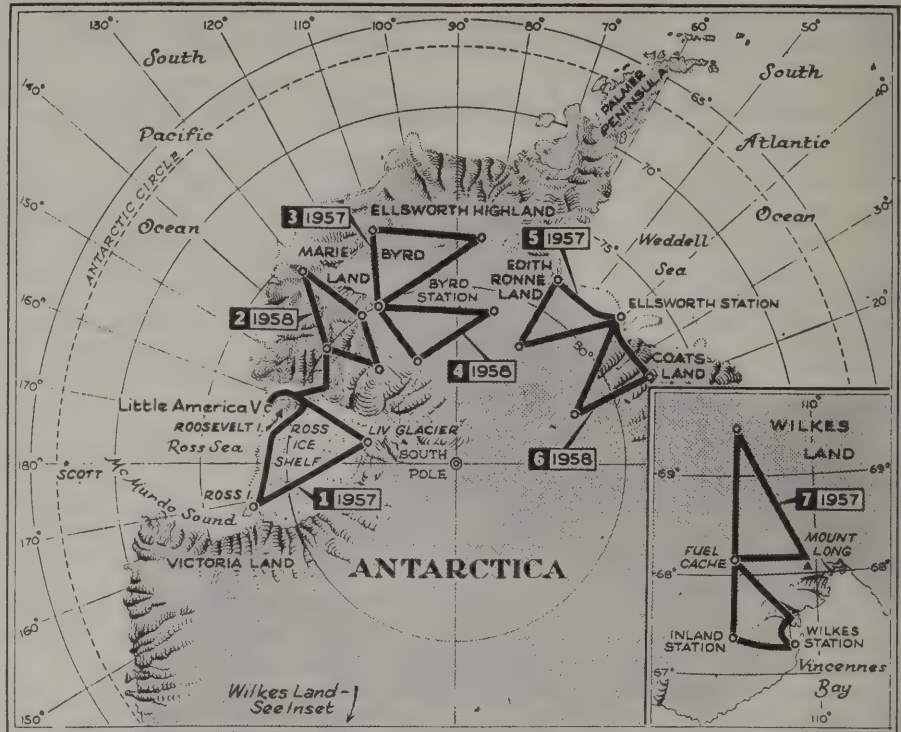 130°
120°
110°
100°
90°
80°
70°
60°
50°
South
Pacific
Ocean
South
Atlantic
Ocean
140°
150°
160°
170°
180°
170°
160°
150°
40°
30°
20°
65°
70°
75°
80°
ANTARCTIC CIRCLE
PALMER
PENINSULA
Weddell
Sea
3 1957
ELLSWORTH HIGHLAND
MARIE
BYRD
LAND
BYRD
STATION
5 1957
EDITH
RONNE
LAND
ELLSWORTH STATION
2 1958
4 1958
COATS
LAND
Little America V
ROOSEVELT I.
Ross Sea
ROSS
ICE
SHELF
LIV GLACIER
SOUTH
POLE
6 1958
SCOTT
McMurdo Sound
ROSS I.
1 1957
VICTORIA LAND
ANTARCTICA
Wilkes Land-
See Inset
110°
WILKES
LAND
69°
69°
7 1957
MOUNT
LONG
FUEL
CACHE
68°
68°
INLAND
STATION
WILKES
STATION
67°
Vincennes
Bay
110°